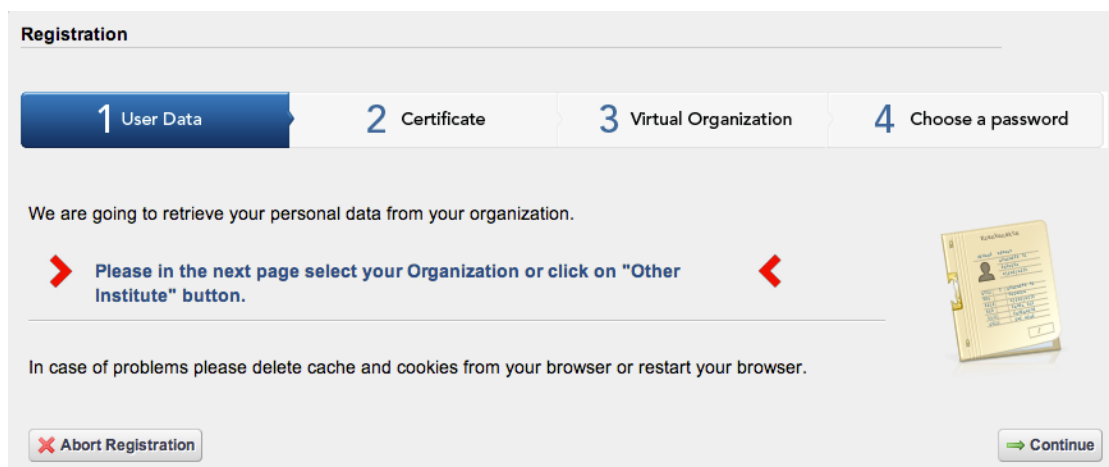 Registration
1 User Data
2 Certificate
3 Virtual Organization
4 Choose a password
We are going to retrieve your personal data from your organization.
Please in the next page select your Organization or click on "Other
Institute" button.
In case of problems please delete cache and cookies from your browser or restart your browser.
Abort Registration
Continue